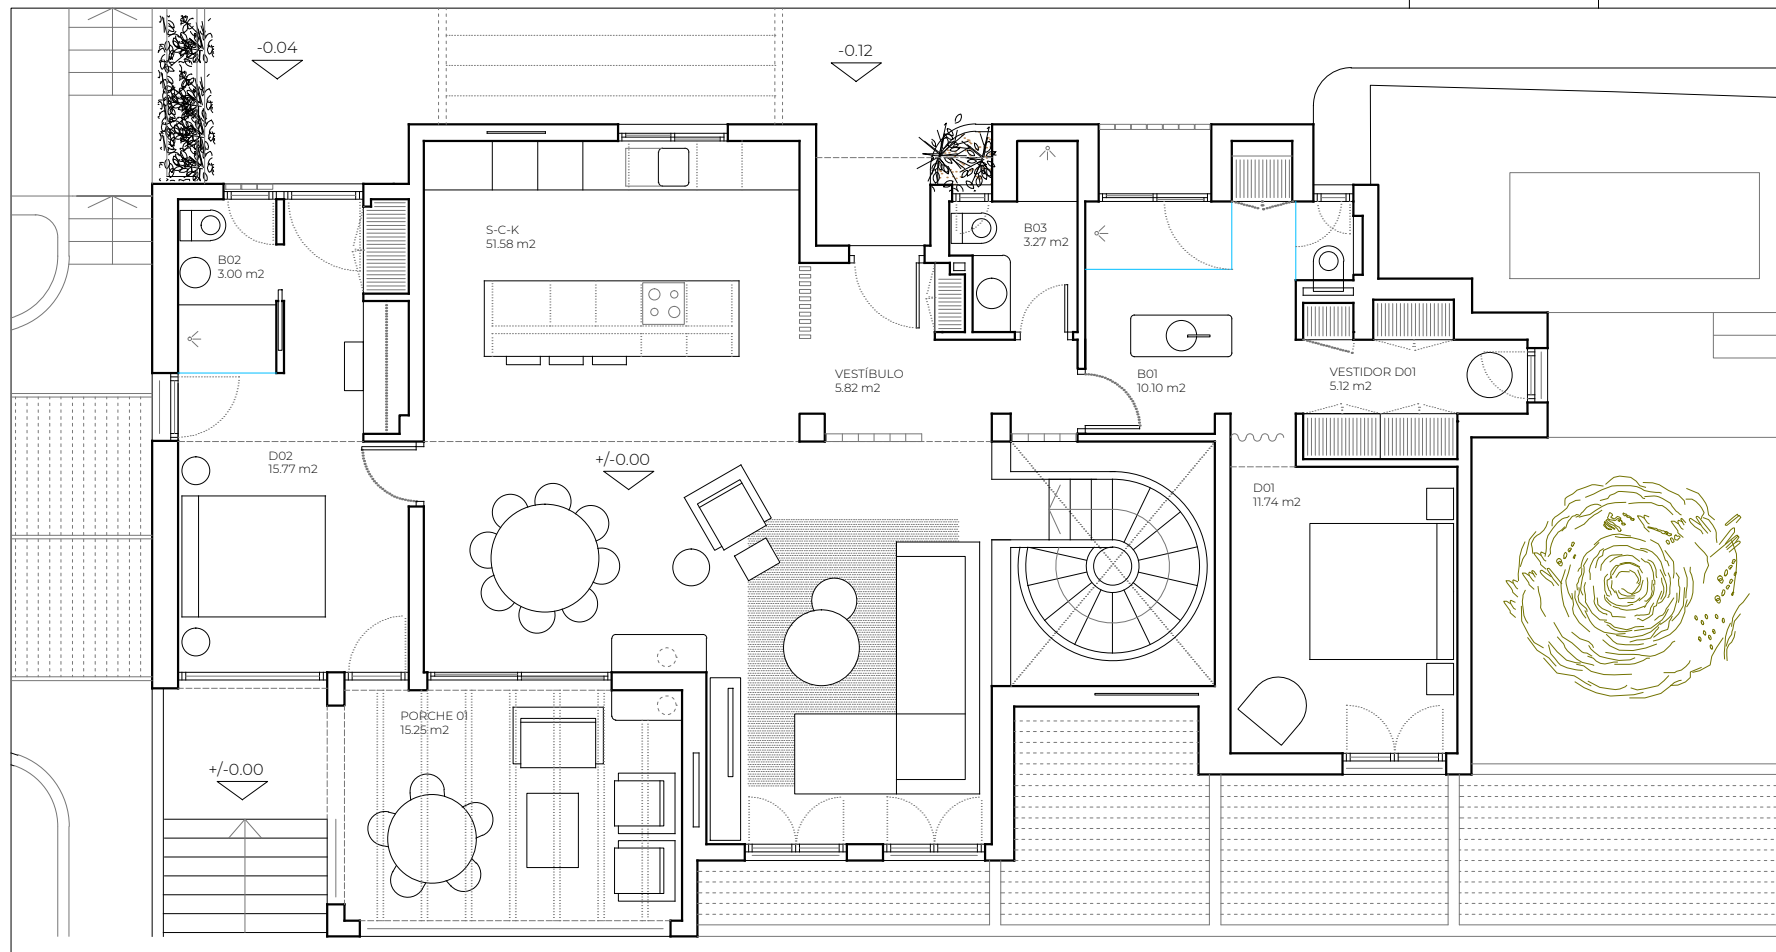 -0.04
-0.12
S-C-K
51.58 m2
B03
3.27 m2
B02
3.00 m2
VESTÍBULO
5.82 m2
B01
10.10 m2
VESTIDOR D01
5.12 m2
D02
15.77 m2
+/-0.00
D01
11.74 m2
PORCHE 01
15.25 m2
+/-0.00